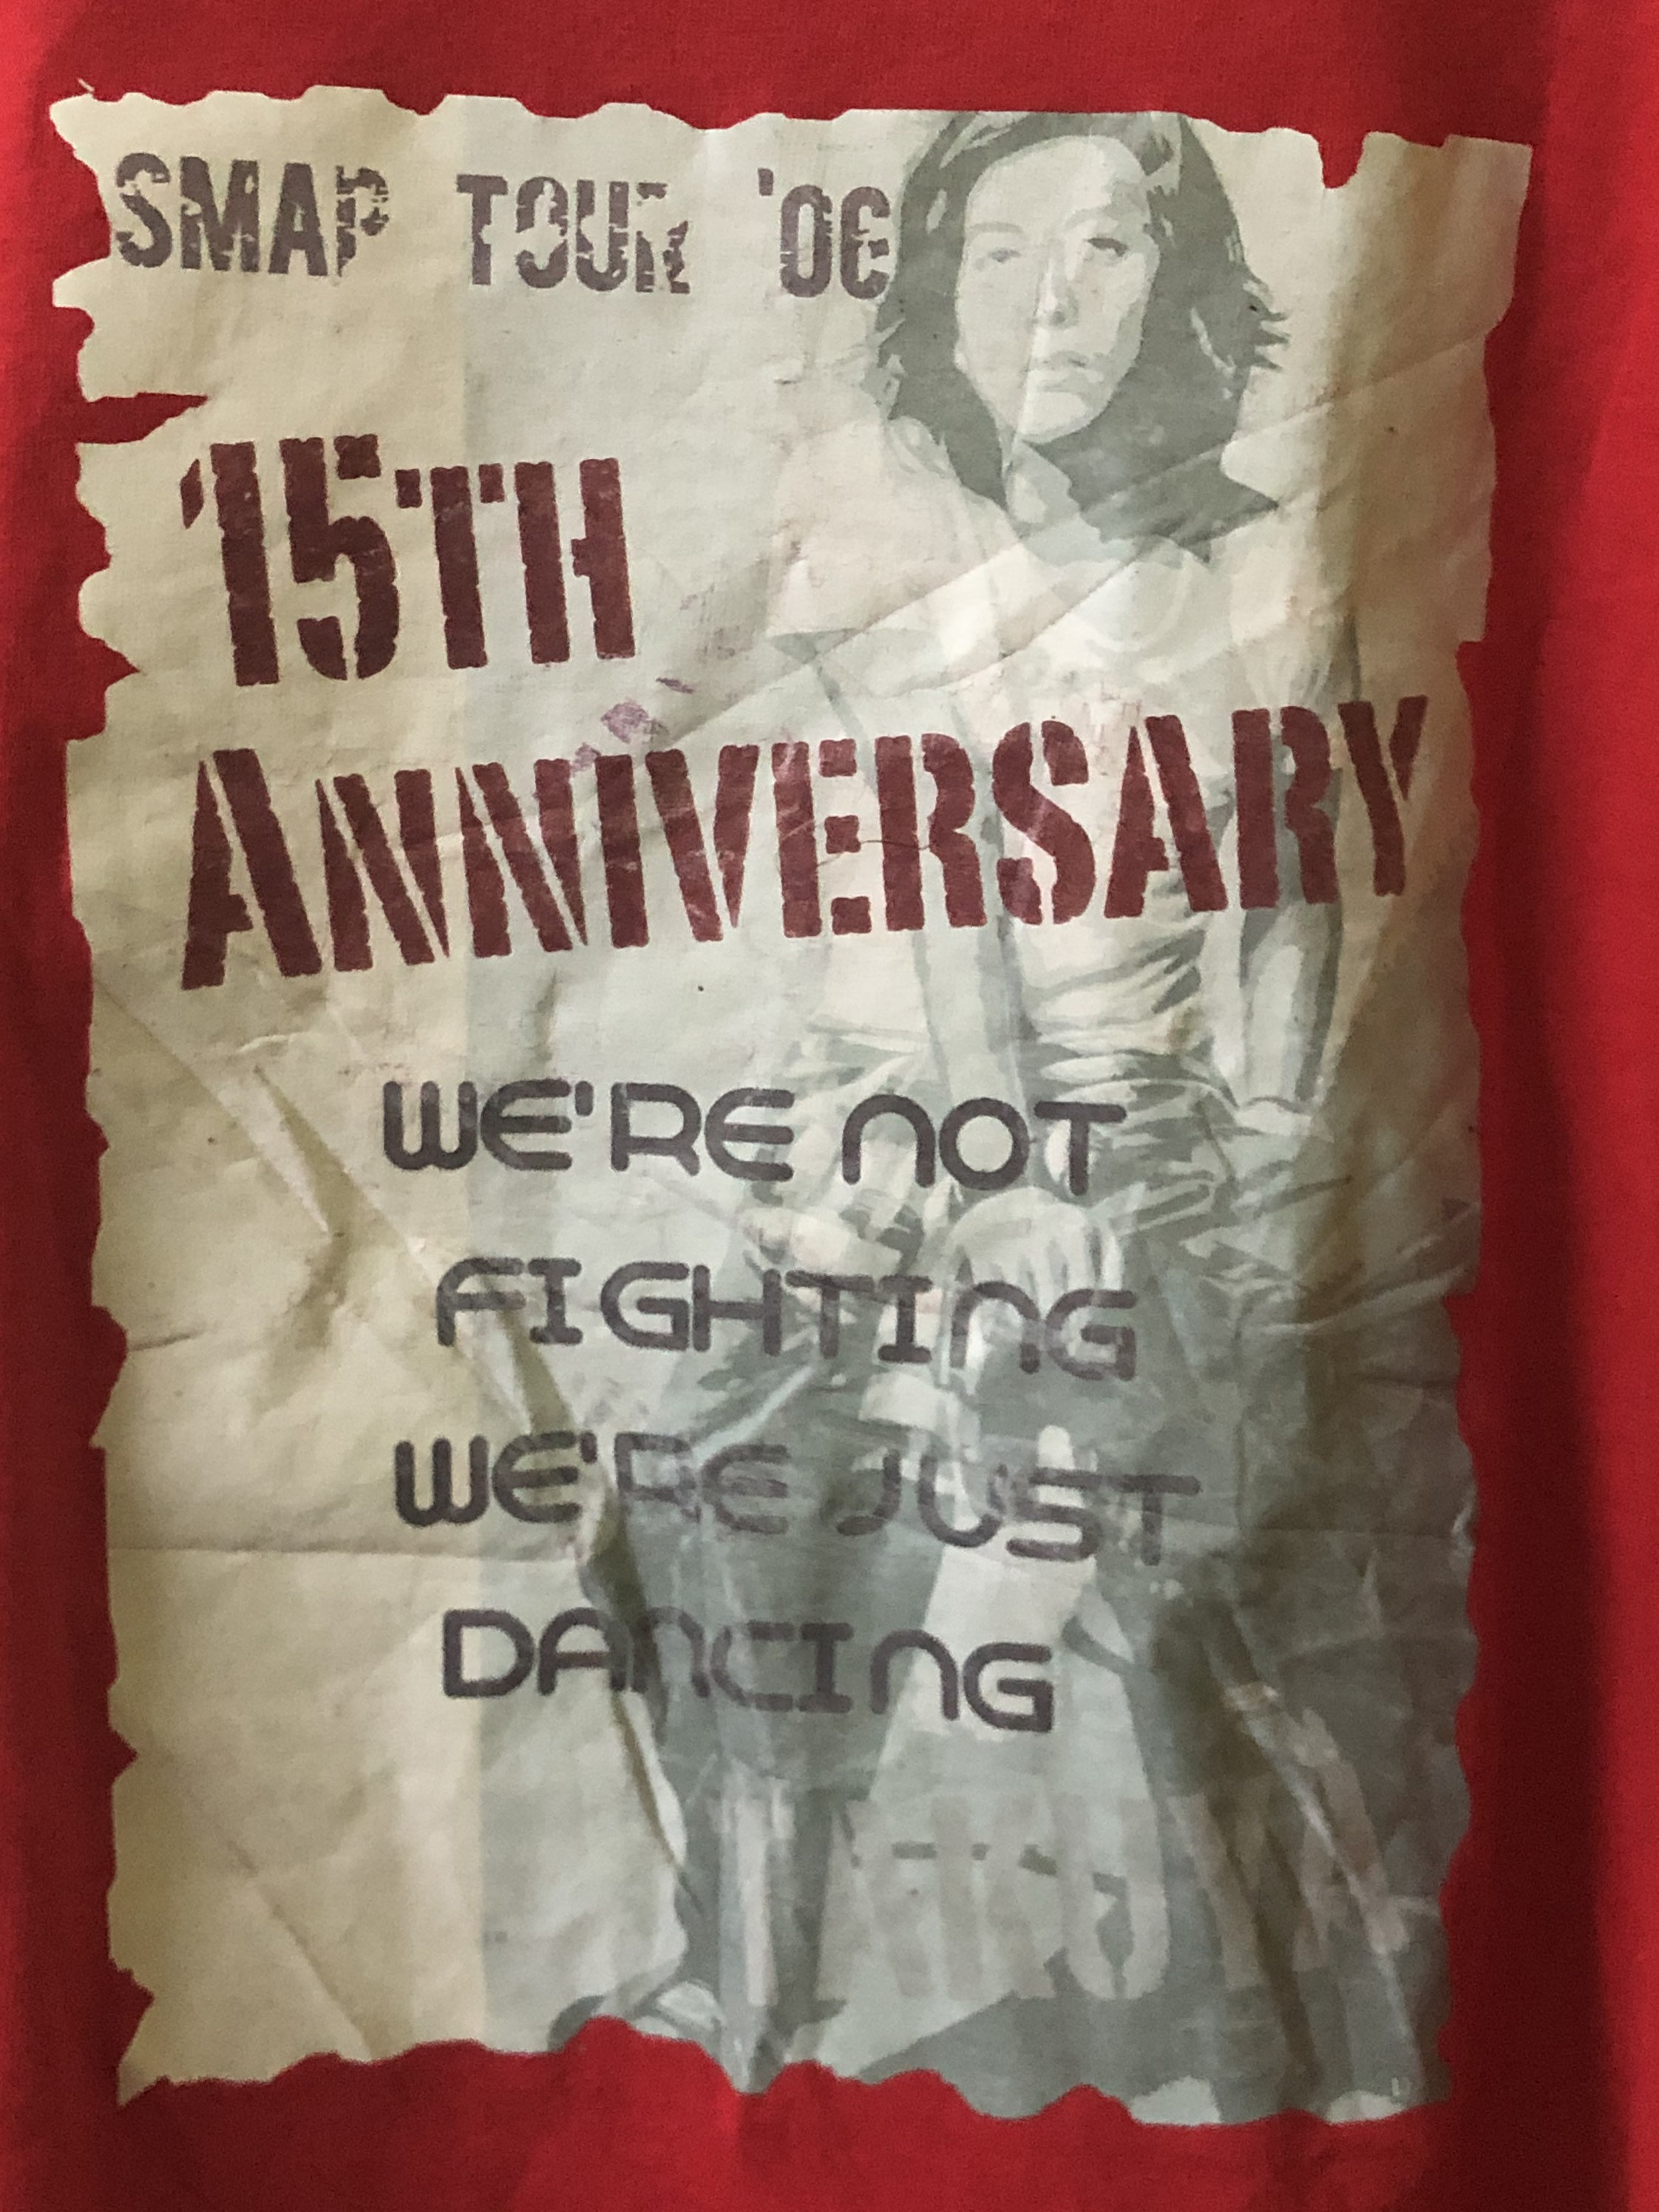 SMAP TOUR '06
15TH
ANNIVERSARY
WE'RE NOT
FIGHTING
WE'RE JUST
DANCING